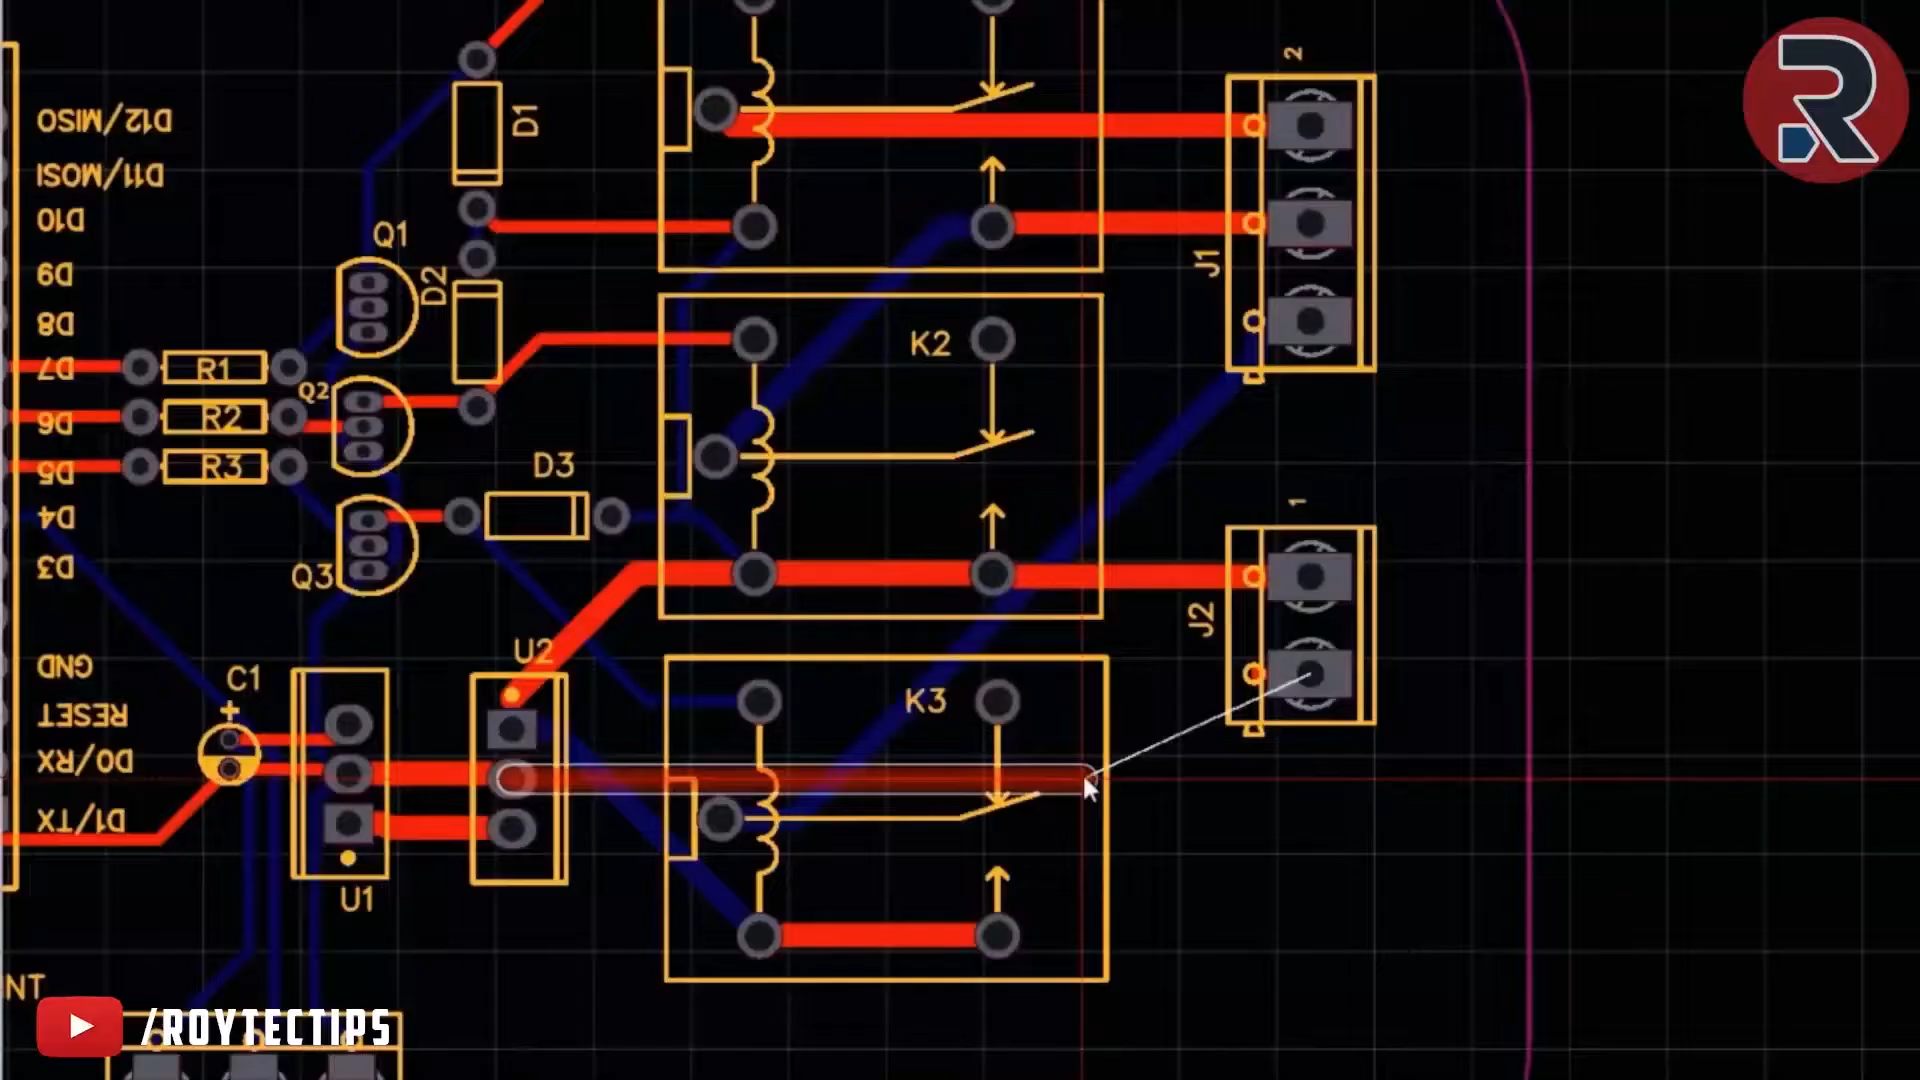 2
D12/MISO
D1
D11/MOSI
D10
Q1
J1
D9
D2
D8
K2
D7
R1
Q2
D6
R2
D5
R3
D3
1
D4
D3
Q3
J2
U2
GND
C1
K3
RESET
+
D0/RX
D1/TX
U1
NT
/ROYTECTIPS
R